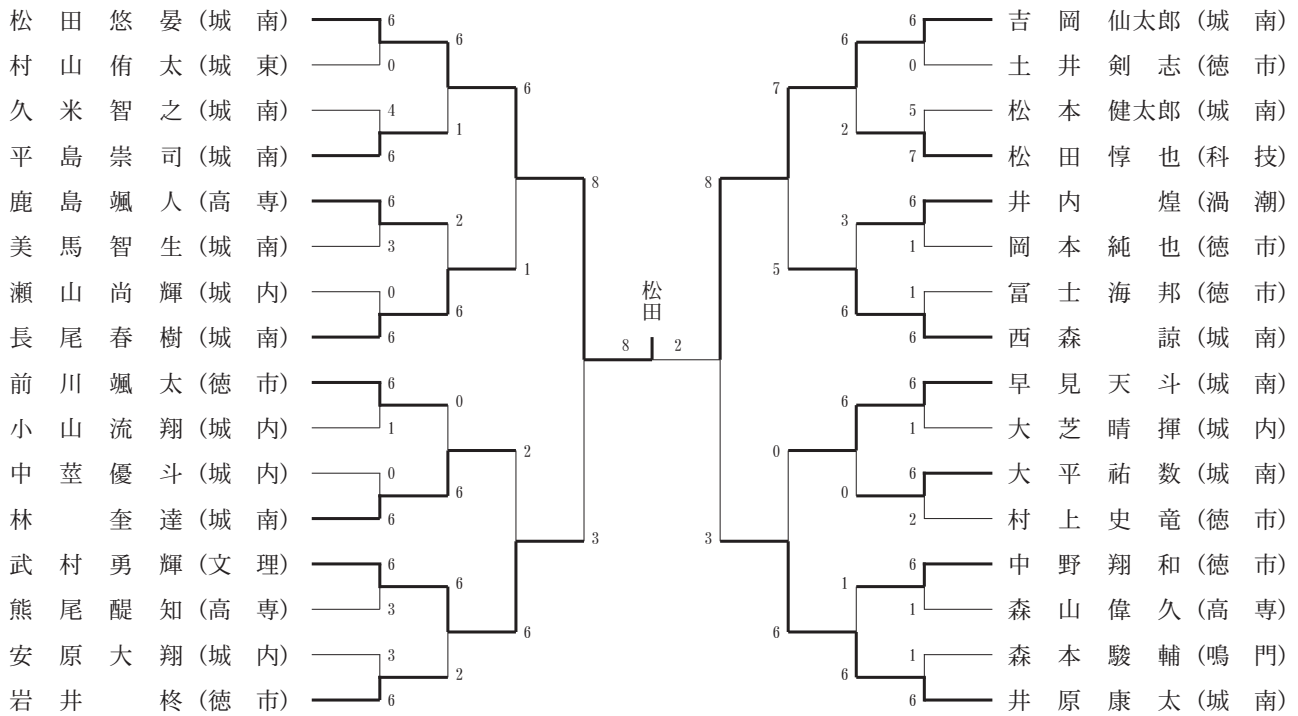 松田悠晏(城南) 6
6
村山侑太(城東) 0
6
久米智之(城南) 4
1
平島崇司(城南) 6
8
鹿島颯人(高専) 6
2
美馬智生(城南) 3
1
瀬山尚輝(城内) 0
6
長尾春樹(城南) 6
前川颯太(徳市) 6
0
小山流翔(城内) 1
2
中莖優斗(城内) 0
6
林奎達(城南) 6
3
武村勇輝(文理) 6
6
熊尾醍知(高専) 3
6
安原大翔(城内) 3
2
岩井柊(徳市) 6
松田
8 2
6 吉岡仙太郎(城南)
6
0 土井剣志(徳市)
7
5 松本健太郎(城南)
2
7 松田惇也(科技)
8
6 井内煌(渦潮)
3
1 岡本純也(徳市)
5
1 冨士海邦(徳市)
6
6 西森諒(城南)
6 早見天斗(城南)
6
1 大芝晴揮(城内)
0
6 大平祐数(城南)
0
2 村上史竜(徳市)
3
6 中野翔和(徳市)
1
1 森山偉久(高専)
6
1 森本駿輔(鳴門)
6
6 井原康太(城南)